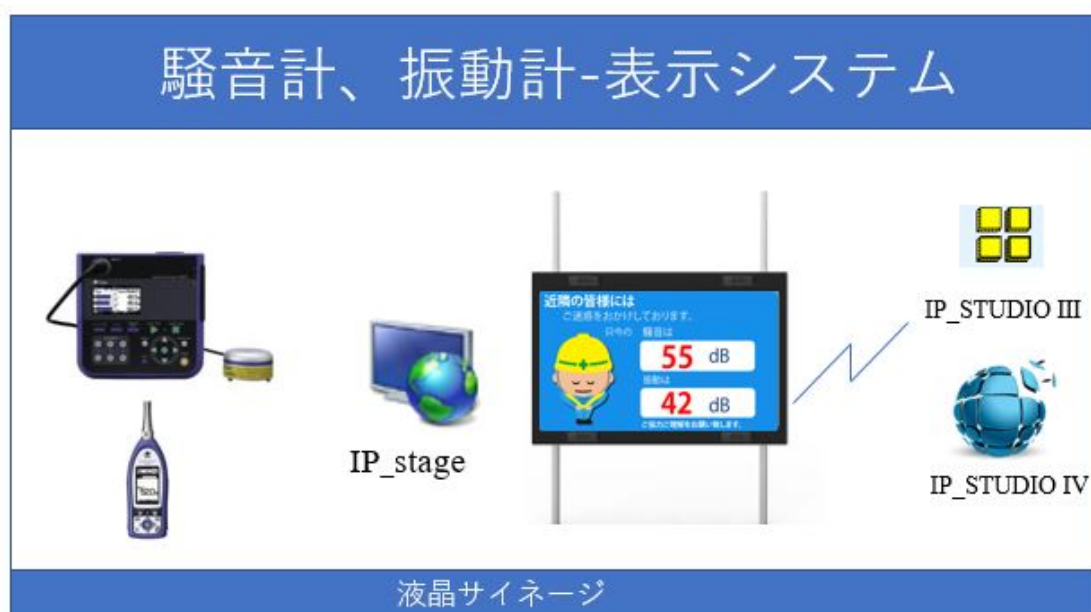 騒音計、振動計-表示システム
近隣の皆様には
ご迷惑をおかけしております。
只今の 騒音は
55 dB
振動は
42 dB
ご協力ご理解をお願い致します。
IP_stage
IP_STUDIO III
IP_STUDIO IV
液晶サイネージ